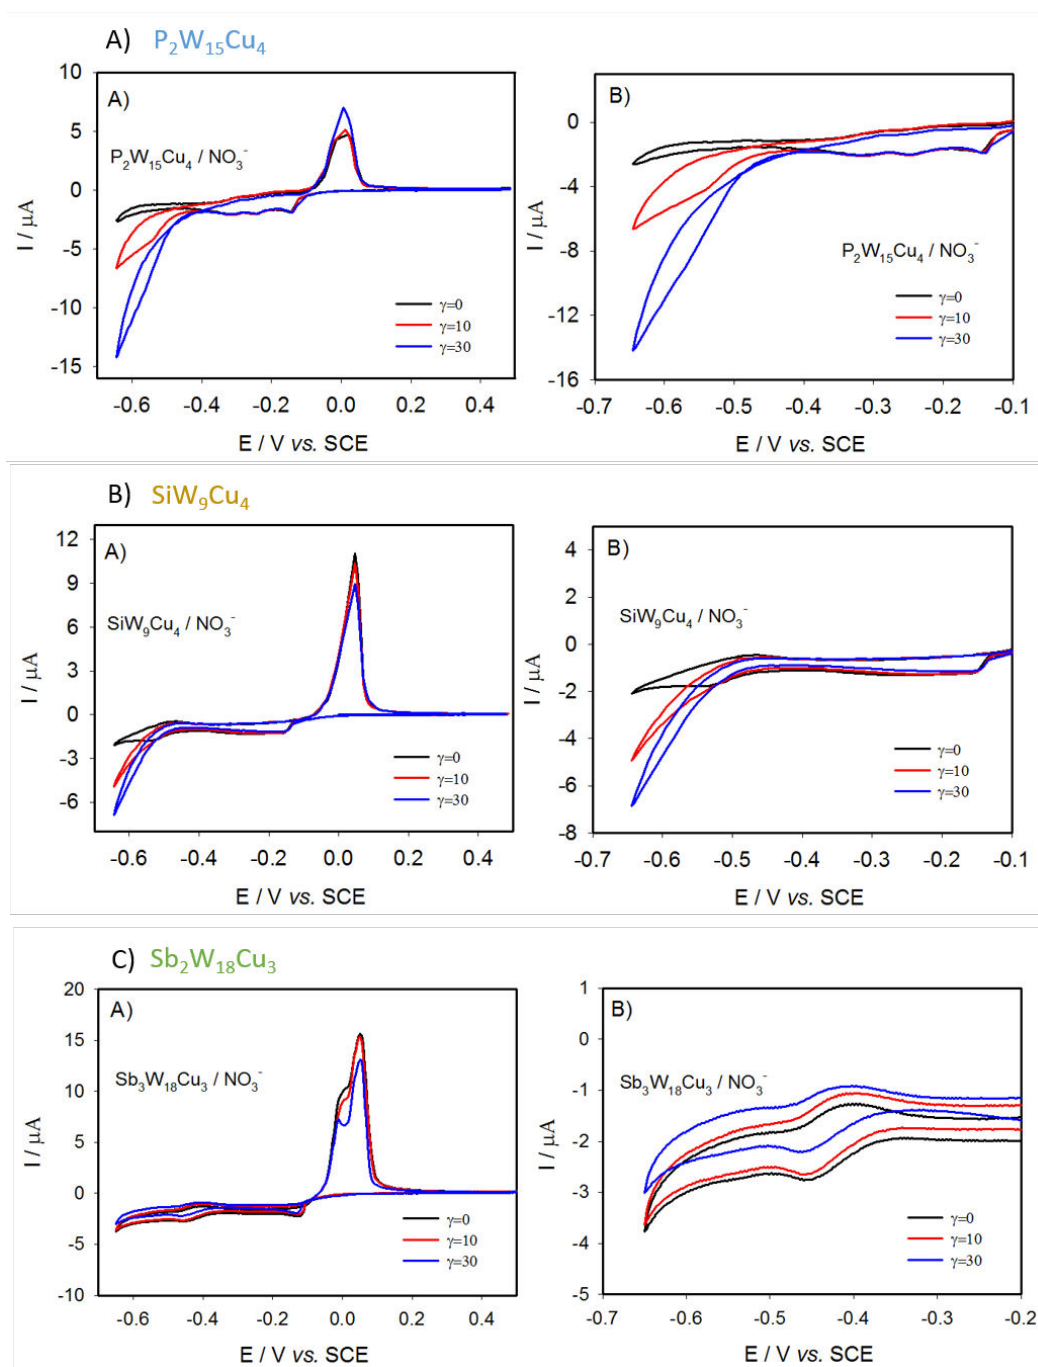 A) P₂W₁₅Cu₄
A)
P₂W₁₅Cu₄ / NO₃⁻
I / µA
10
5
0
-5
-10
-15
γ=0
γ=10
γ=30
-0.6 -0.4 -0.2 0.0 0.2 0.4
E / V vs. SCE
B)
I / µA
0
-4
-8
-12
-16
P₂W₁₅Cu₄ / NO₃⁻
γ=0
γ=10
γ=30
-0.7 -0.6 -0.5 -0.4 -0.3 -0.2 -0.1
E / V vs. SCE
B) SiW₉Cu₄
A)
SiW₉Cu₄ / NO₃⁻
I / µA
12
9
6
3
0
-3
-6
γ=0
γ=10
γ=30
-0.6 -0.4 -0.2 0.0 0.2 0.4
E / V vs. SCE
B)
SiW₉Cu₄ / NO₃⁻
I / µA
4
2
0
-2
-4
-6
-8
γ=0
γ=10
γ=30
-0.7 -0.6 -0.5 -0.4 -0.3 -0.2 -0.1
E / V vs. SCE
C) Sb₂W₁₈Cu₃
A)
Sb₃W₁₈Cu₃ / NO₃⁻
I / µA
20
15
10
5
0
-5
-10
γ=0
γ=10
γ=30
-0.6 -0.4 -0.2 0.0 0.2 0.4
E / V vs. SCE
B)
Sb₃W₁₈Cu₃ / NO₃⁻
I / µA
1
0
-1
-2
-3
-4
-5
γ=0
γ=10
γ=30
-0.7 -0.6 -0.5 -0.4 -0.3 -0.2
E / V vs. SCE